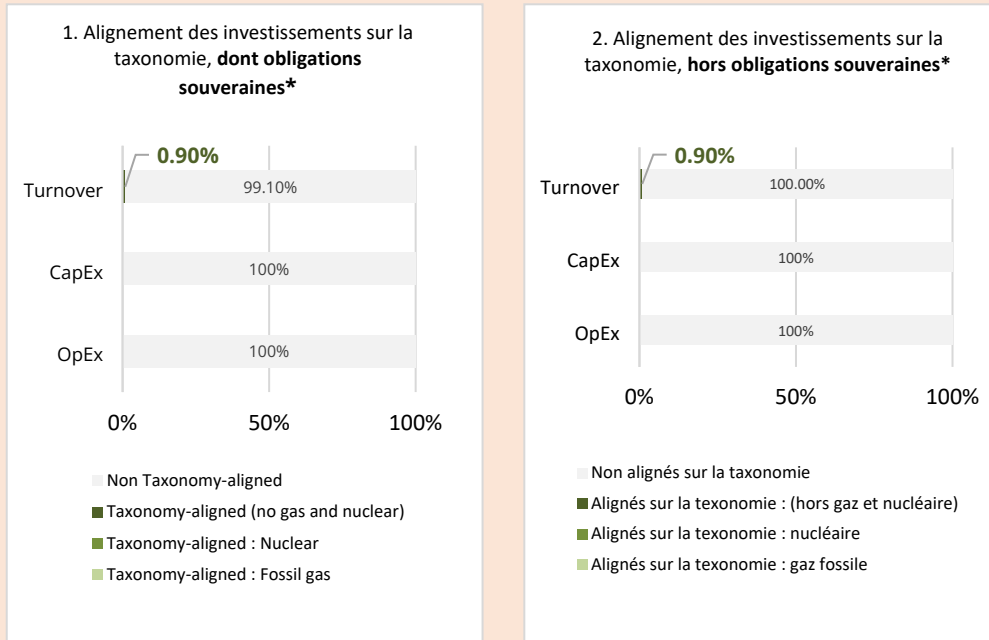 1. Alignement des investissements sur la
taxonomie, dont obligations
souveraines*
0.90%
Turnover
99.10%
CapEx
100%
OpEx
100%
0%
50%
100%
Non Taxonomy-aligned
Taxonomy-aligned (no gas and nuclear)
Taxonomy-aligned : Nuclear
Taxonomy-aligned : Fossil gas
2. Alignement des investissements sur la
taxonomie, hors obligations souveraines*
0.90%
Turnover
100.00%
CapEx
100%
OpEx
100%
0%
50%
100%
Non alignés sur la taxonomie
Alignés sur la texonomie : (hors gaz et nucléaire)
Alignés sur la texonomie : nucléaire
Alignés sur la texonomie : gaz fossile